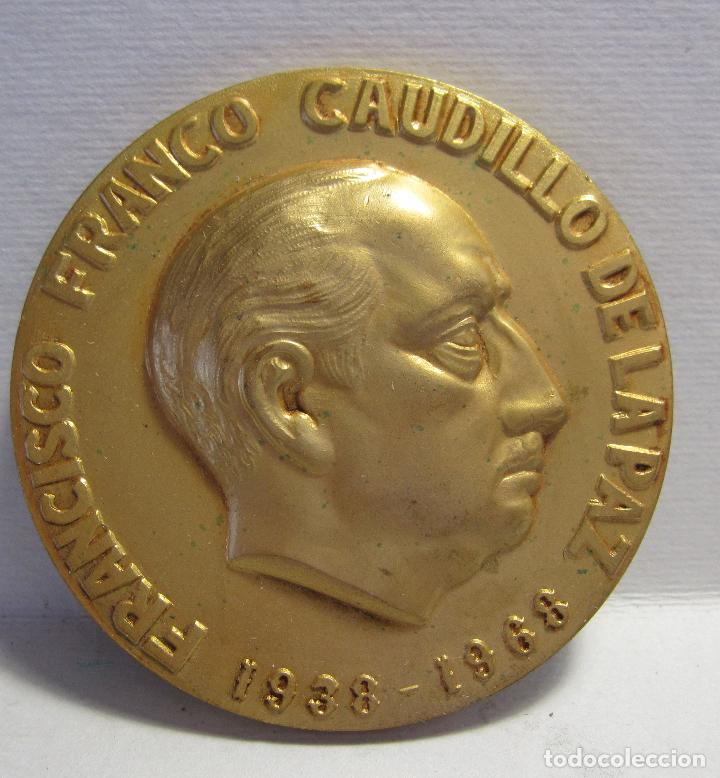 FRANCISCO FRANCO CAUDILLO DE LA PAZ
1938-1968
todocoleccion